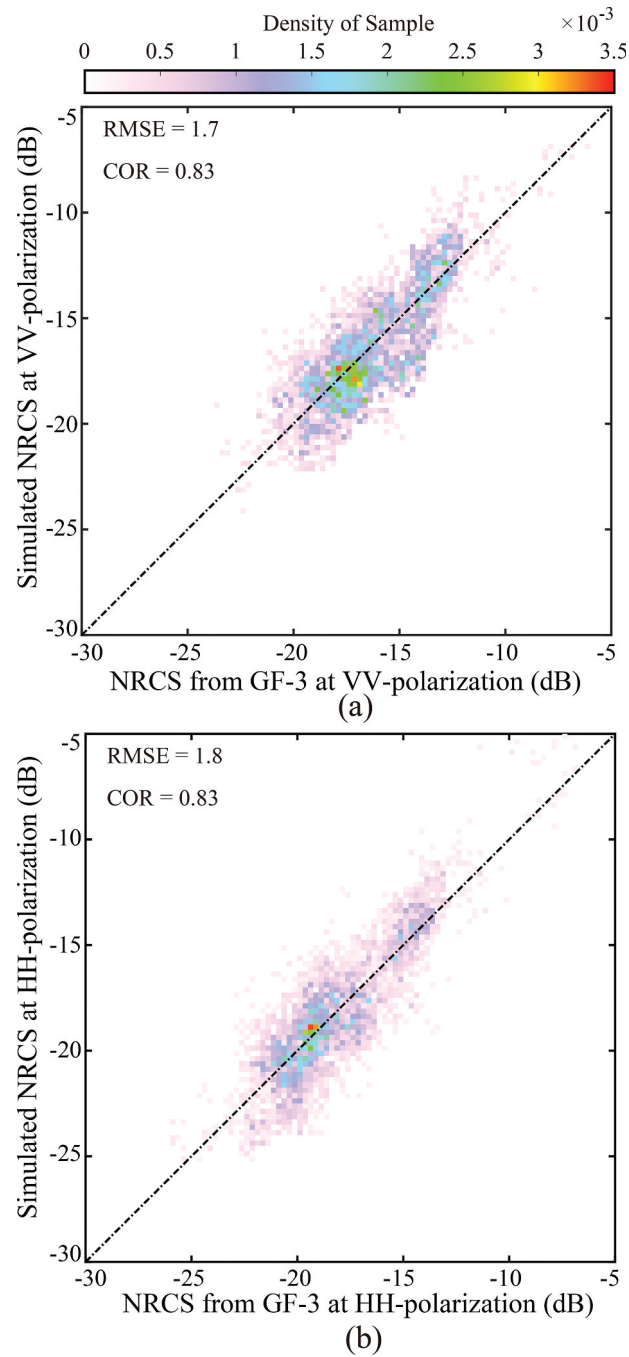 Density of Sample ×10⁻³
0 0.5 1 1.5 2 2.5 3 3.5
-5
RMSE = 1.7
COR = 0.83
-10
-15
-20
-25
-30
Simulated NRCS at VV-polarization (dB)
-30 -25 -20 -15 -10 -5
NRCS from GF-3 at VV-polarization (dB)
(a)
-5
RMSE = 1.8
COR = 0.83
-10
-15
-20
-25
-30
Simulated NRCS at HH-polarization (dB)
-30 -25 -20 -15 -10 -5
NRCS from GF-3 at HH-polarization (dB)
(b)